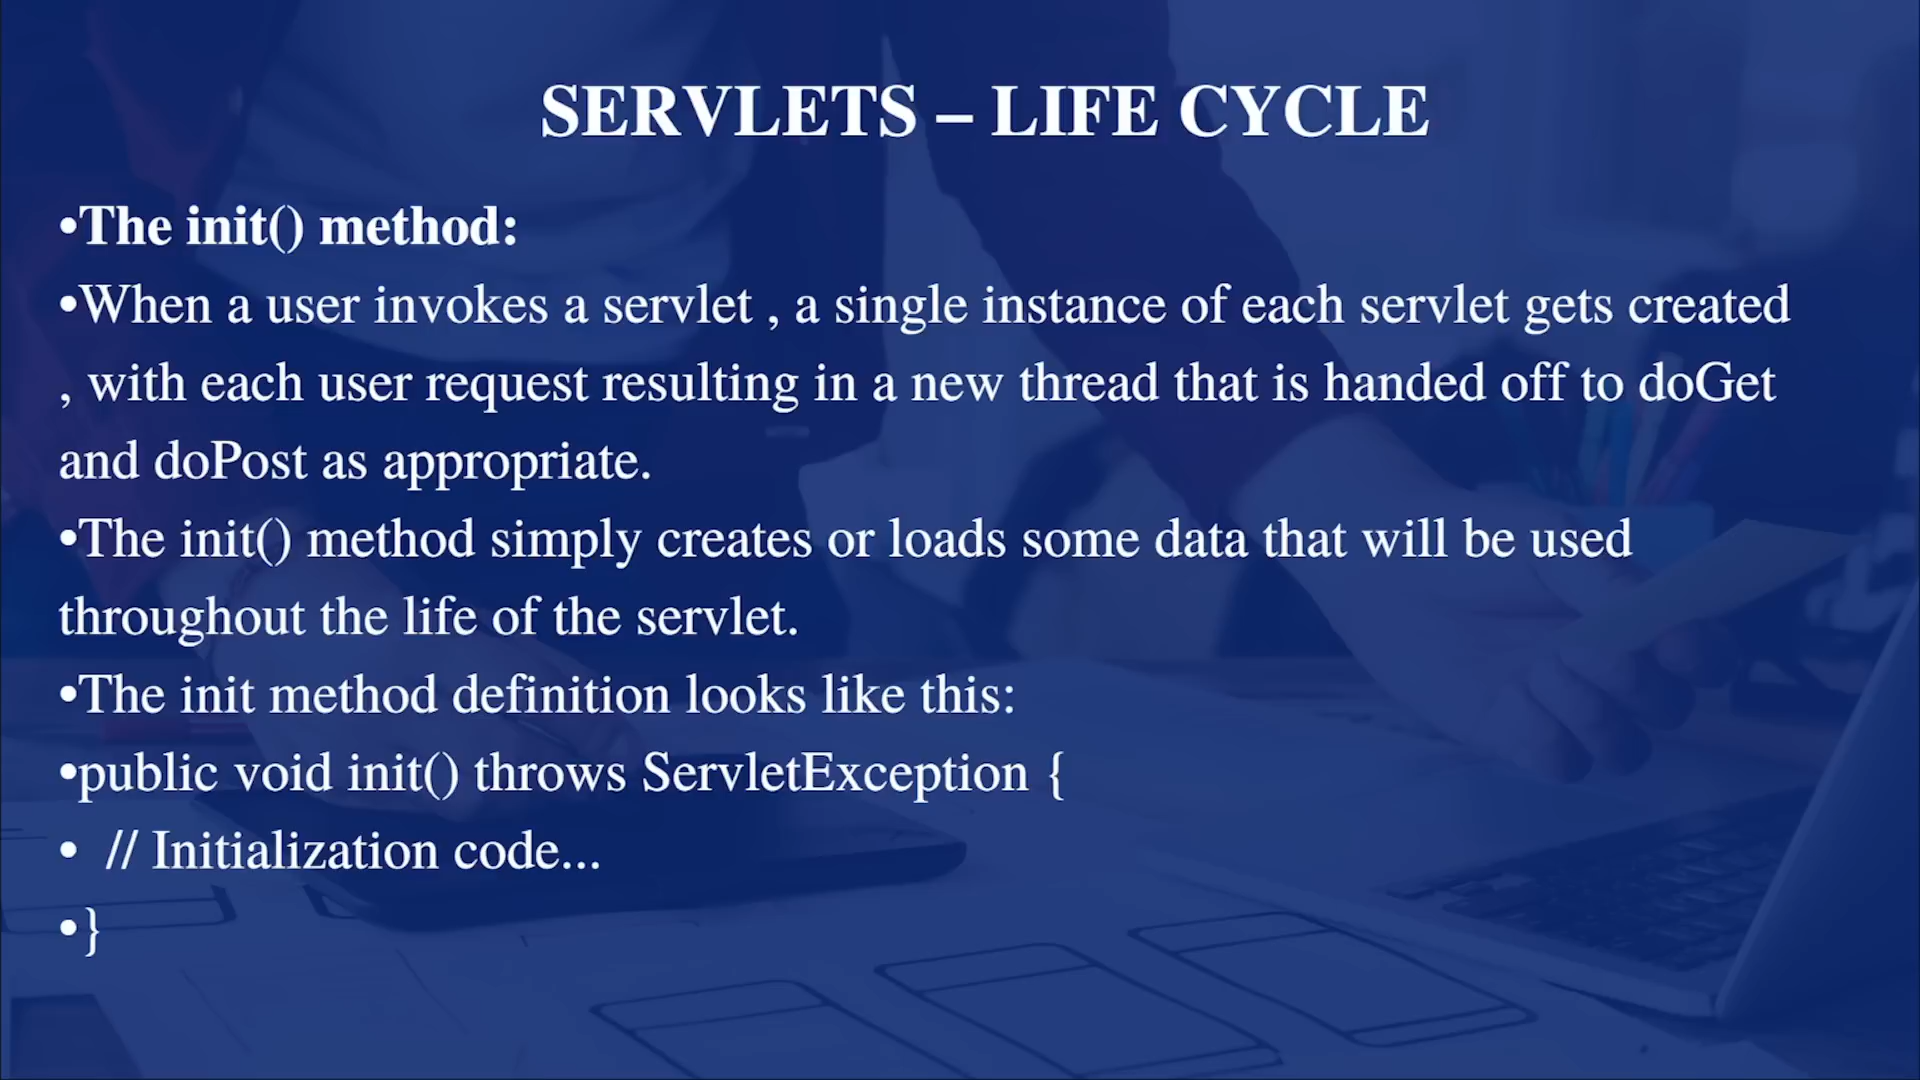 SERVLETS – LIFE CYCLE
•The init() method:
•When a user invokes a servlet , a single instance of each servlet gets created
, with each user request resulting in a new thread that is handed off to doGet
and doPost as appropriate.
•The init() method simply creates or loads some data that will be used
throughout the life of the servlet.
•The init method definition looks like this:
•public void init() throws ServletException {
•  // Initialization code...
•}